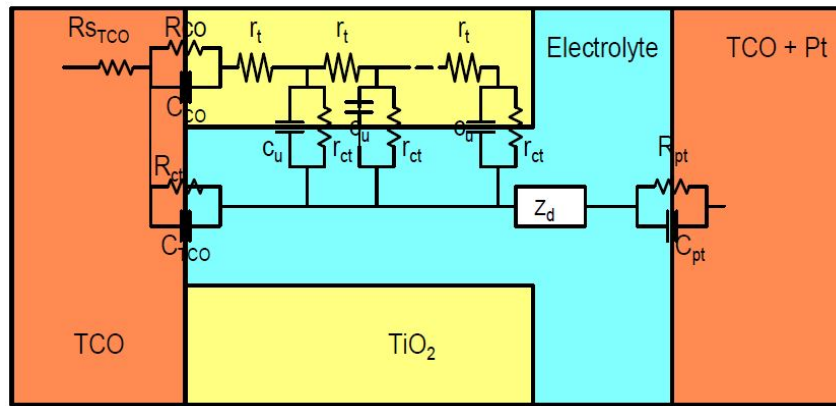 Rs_TCO R_CO r_t r_t r_t Electrolyte TCO + Pt
C_CO
c_u r_ct c_u r_ct c_u r_ct
R_ct R_pt
Z_d
C_TCO C_pt
TCO TiO₂